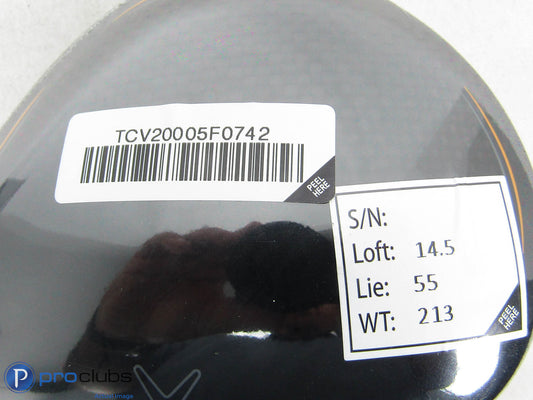 TCV20005F0742
PEEL
HERE
S/N:
Loft: 14.5
Lie: 55
WT: 213
PEEL
HERE
proclubs